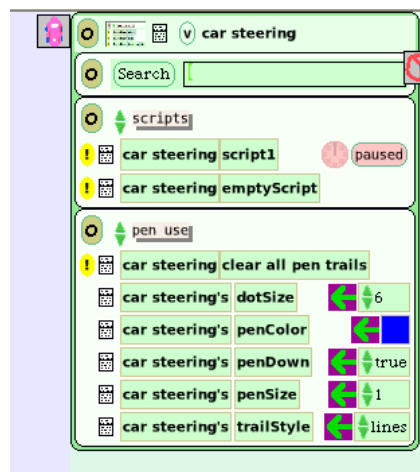 v car steering
Search
scripts
! car steering script1 paused
! car steering emptyScript
pen use
! car steering clear all pen trails
car steering's dotSize 6
car steering's penColor
car steering's penDown true
car steering's penSize 1
car steering's trailStyle lines